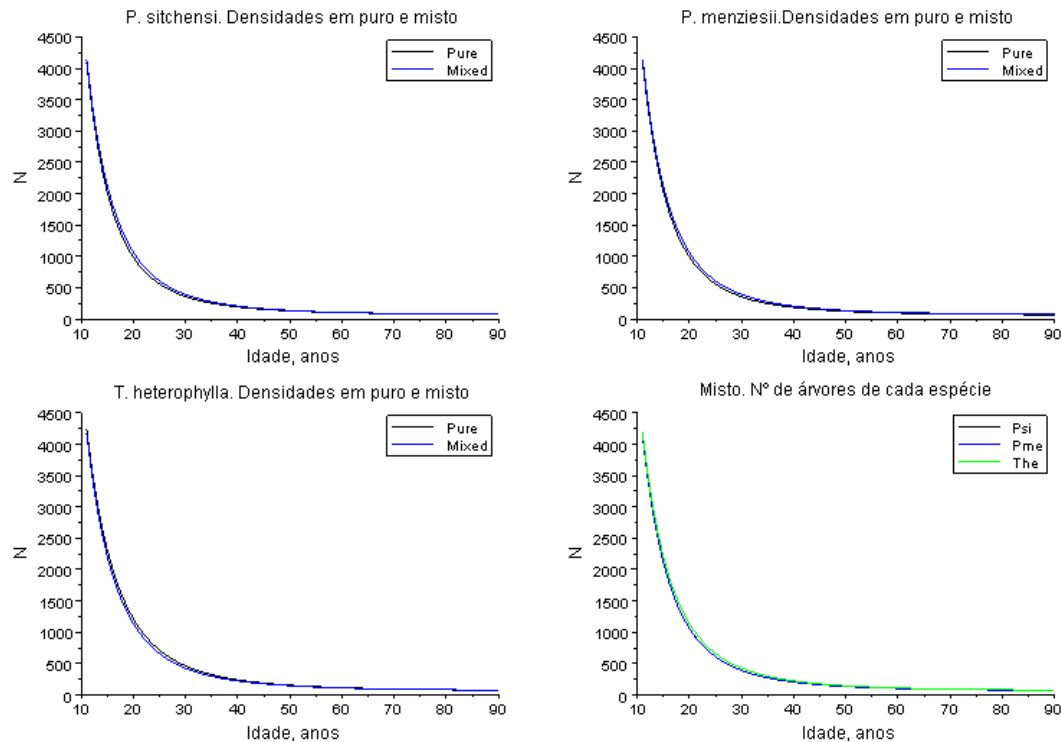 P. sitchensi. Densidades em puro e misto
4500
4000
3500
3000
2500
2000
1500
1000
500
0
N
10 20 30 40 50 60 70 80 90
Idade, anos
Pure
Mixed
P. menziesii.Densidades em puro e misto
4500
4000
3500
3000
2500
2000
1500
1000
500
0
N
10 20 30 40 50 60 70 80 90
Idade, anos
Pure
Mixed
T. heterophylla. Densidades em puro e misto
4500
4000
3500
3000
2500
2000
1500
1000
500
0
N
10 20 30 40 50 60 70 80 90
Idade, anos
Pure
Mixed
Misto. Nº de árvores de cada espécie
4500
4000
3500
3000
2500
2000
1500
1000
500
0
N
10 20 30 40 50 60 70 80 90
Idade, anos
Psi
Pme
The